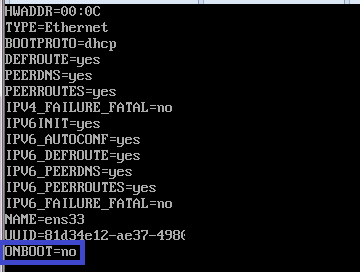 HWADDR=00:0C
TYPE=Ethernet
BOOTPROTO=dhcp
DEFROUTE=yes
PEERDNS=yes
PEERROUTES=yes
IPV4_FAILURE_FATAL=no
IPV6INIT=yes
IPV6_AUTOCONF=yes
IPV6_DEFROUTE=yes
IPV6_PEERDNS=yes
IPV6_PEERROUTES=yes
IPV6_FAILURE_FATAL=no
NAME=ens33
UUID=81d34e12-ae37-498
ONBOOT=no